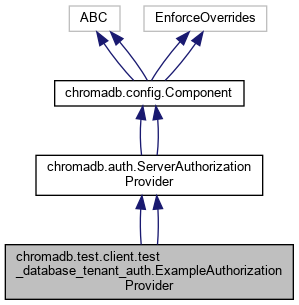 ABC
EnforceOverrides
chromadb.config.Component
chromadb.auth.ServerAuthorization
Provider
chromadb.test.client.test
_database_tenant_auth.ExampleAuthorization
Provider